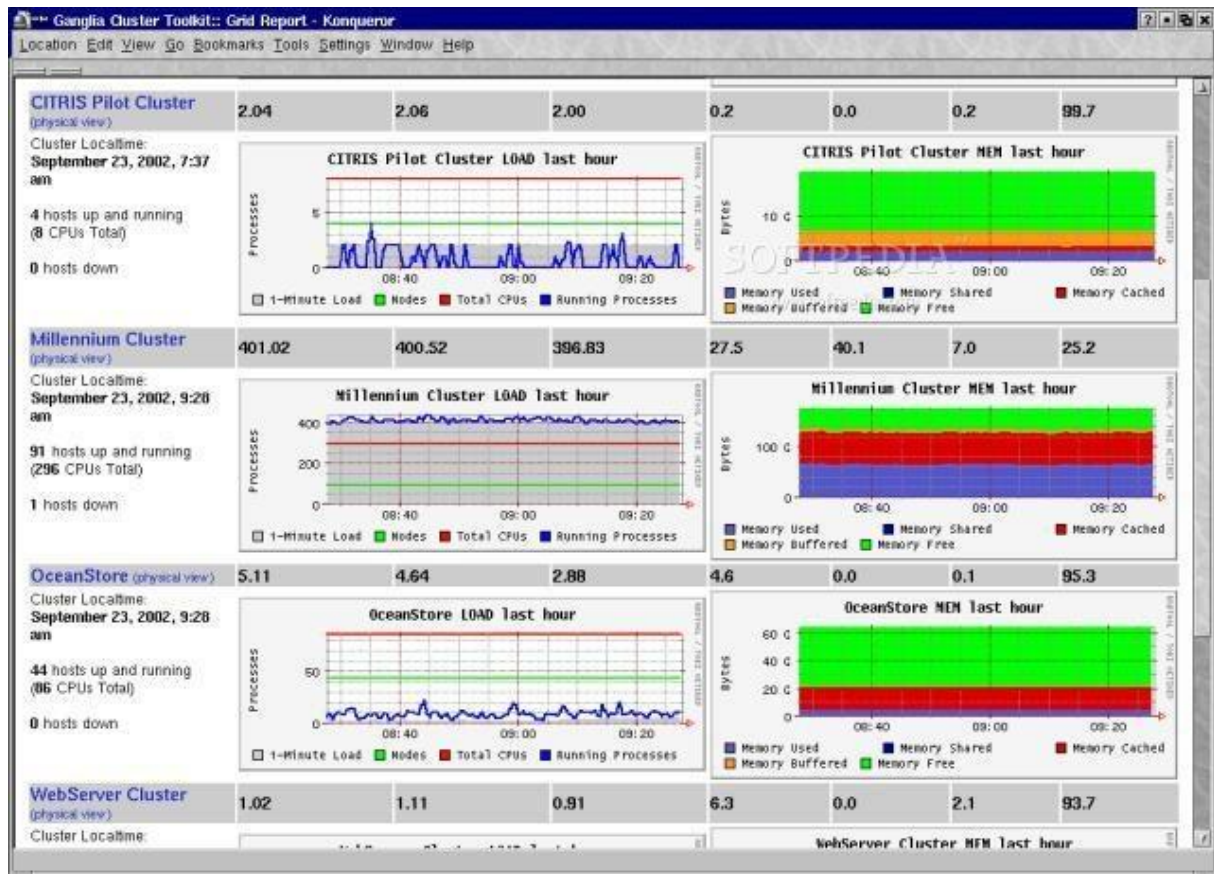 Ganglia Cluster Toolkit:: Grid Report - Konqueror
Location Edit View Go Bookmarks Tools Settings Window Help
CITRIS Pilot Cluster
(physical view)
2.04 2.06 2.00 0.2 0.0 0.2 99.7
Cluster Localtime:
September 23, 2002, 7:37
am
4 hosts up and running
(8 CPUs Total)
0 hosts down
CITRIS Pilot Cluster LOAD last hour
Processes
5
0
08:40 09:00 09:20
1-Minute Load Nodes Total CPUs Running Processes
CITRIS Pilot Cluster MEM last hour
Bytes
10 G
0
08:40 09:00 09:20
Memory Used Memory Shared Memory Cached
Memory Buffered Memory Free
SOFTPEDIA
Millennium Cluster
(physical view)
401.02 400.52 396.83 27.5 40.1 7.0 25.2
Cluster Localtime:
September 23, 2002, 9:28
am
91 hosts up and running
(296 CPUs Total)
1 hosts down
Millennium Cluster LOAD last hour
Processes
400
200
0
08:40 09:00 09:20
1-Minute Load Nodes Total CPUs Running Processes
Millennium Cluster MEM last hour
Bytes
100 G
0
08:40 09:00 09:20
Memory Used Memory Shared Memory Cached
Memory Buffered Memory Free
OceanStore (physical view)
5.11 4.64 2.88 4.6 0.0 0.1 95.3
Cluster Localtime:
September 23, 2002, 9:28
am
44 hosts up and running
(86 CPUs Total)
0 hosts down
OceanStore LOAD last hour
Processes
50
0
08:40 09:00 09:20
1-Minute Load Nodes Total CPUs Running Processes
OceanStore MEM last hour
Bytes
60 G
40 G
20 G
0
08:40 09:00 09:20
Memory Used Memory Shared Memory Cached
Memory Buffered Memory Free
WebServer Cluster
(physical view)
1.02 1.11 0.91 6.3 0.0 2.1 93.7
Cluster Localtime:
WebServer Cluster MEM last hour